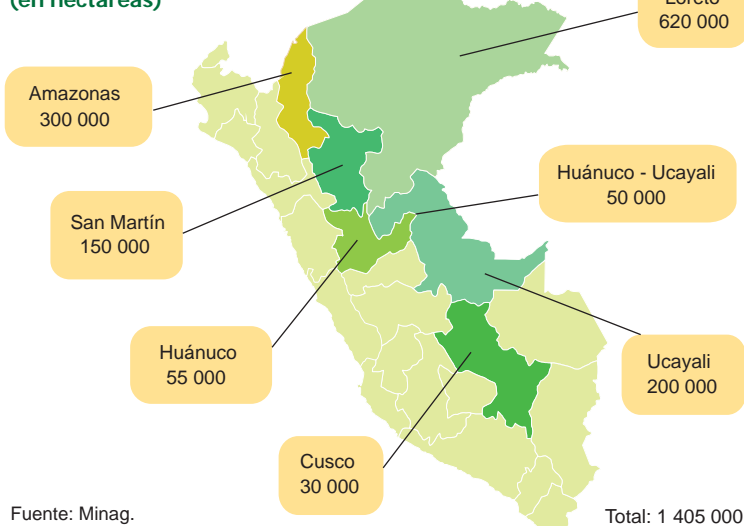 (en hectáreas)
Loreto
620 000
Amazonas
300 000
Huánuco - Ucayali
50 000
San Martín
150 000
Huánuco
55 000
Ucayali
200 000
Cusco
30 000
Fuente: Minag.
Total: 1 405 000